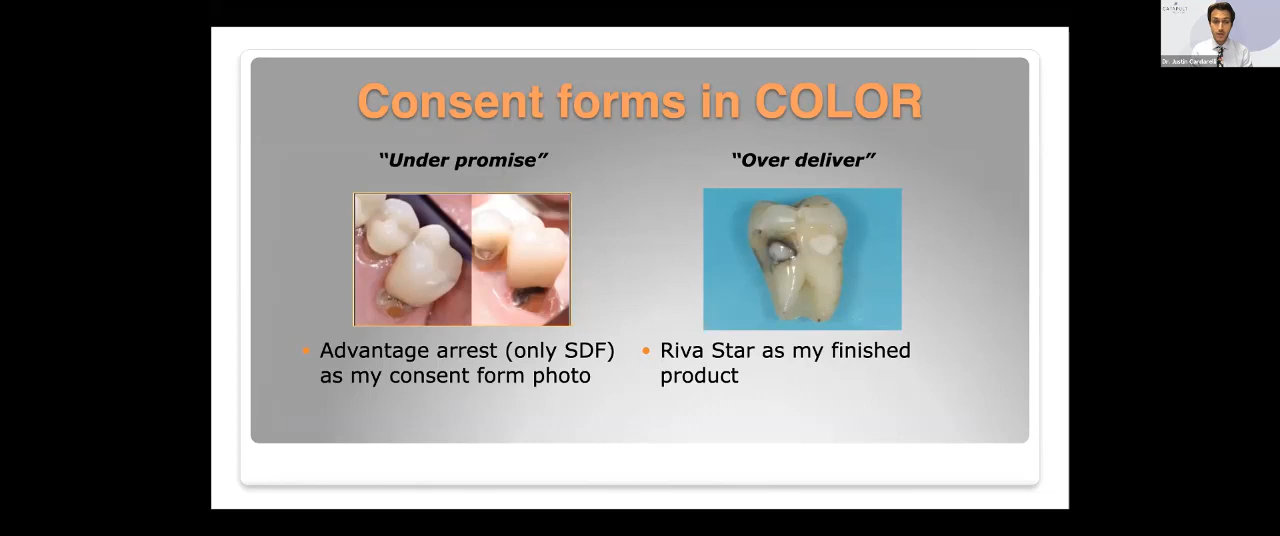 Consent forms in COLOR
“Under promise”
“Over deliver”
• Advantage arrest (only SDF)
as my consent form photo
• Riva Star as my finished
product
CATAPULT
Dr. Justin Cardarelli